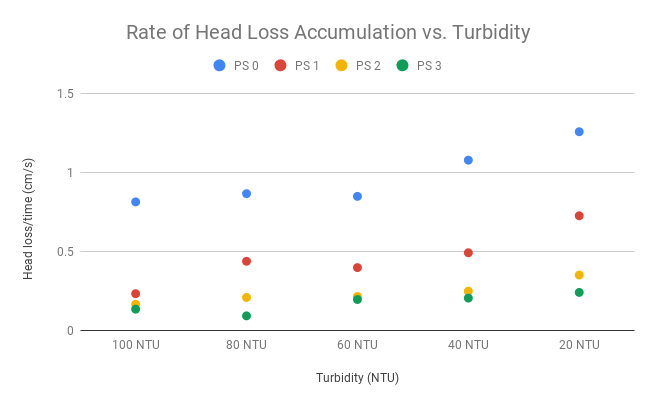 Rate of Head Loss Accumulation vs. Turbidity
PS 0 PS 1 PS 2 PS 3
Head loss/time (cm/s)
1.5
1
0.5
0
100 NTU 80 NTU 60 NTU 40 NTU 20 NTU
Turbidity (NTU)